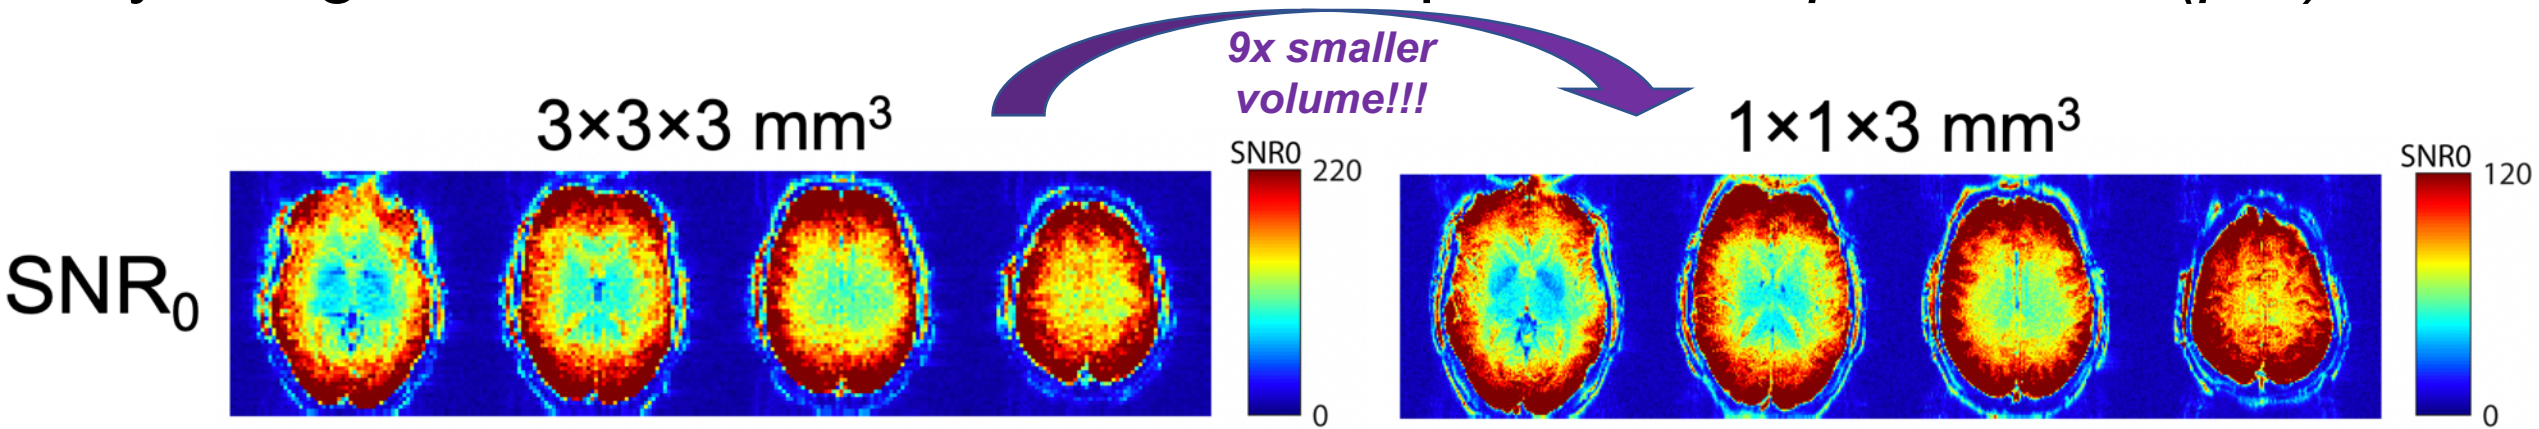 9x smaller
volume!!!
3×3×3 mm³
1×1×3 mm³
SNR0
220
0
SNR0
120
0
SNR₀